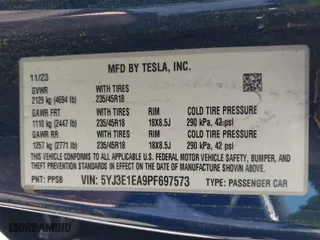 MFD BY TESLA, INC.
11/23
GVWR WITH TIRES
2129 kg (4694 lb) 235/45R18
GAWR FRT WITH TIRES RIM COLD TIRE PRESSURE
1110 kg (2447 lb) 235/45R18 18X8.5J 290 kPa, 42 psi
GAWR RR WITH TIRES RIM COLD TIRE PRESSURE
1257 kg (2771 lb) 235/45R18 18X8.5J 290 kPa, 42 psi
THIS VEHICLE CONFORMS TO ALL APPLICABLE U.S. FEDERAL MOTOR VEHICLE
SAFETY, BUMPER, AND THEFT PREVENTION STANDARDS IN EFFECT ON THE
DATE OF MANUFACTURE SHOWN ABOVE.
PNT: PPSB VIN: 5YJ3E1EA9PF697573 TYPE: PASSENGER CAR
DREAMBID